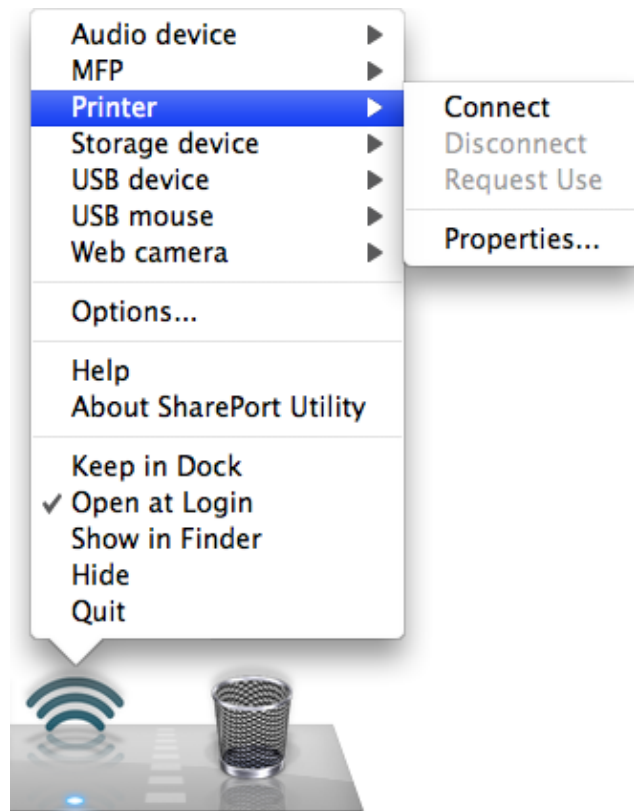 Audio device
MFP
Printer
Storage device
USB device
USB mouse
Web camera
Options...
Help
About SharePort Utility
Keep in Dock
Open at Login
Show in Finder
Hide
Quit
Connect
Disconnect
Request Use
Properties...